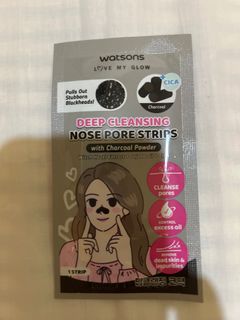 watsons
LOVE MY GLOW
Pulls Out
Stubborn
Blackheads!
+CICA
Charcoal
DEEP CLEANSING
NOSE PORE STRIPS
with Charcoal Powder
CLEANSE
pores
CONTROL
excess oil
REMOVE
dead skin &
impurities
1 STRIP